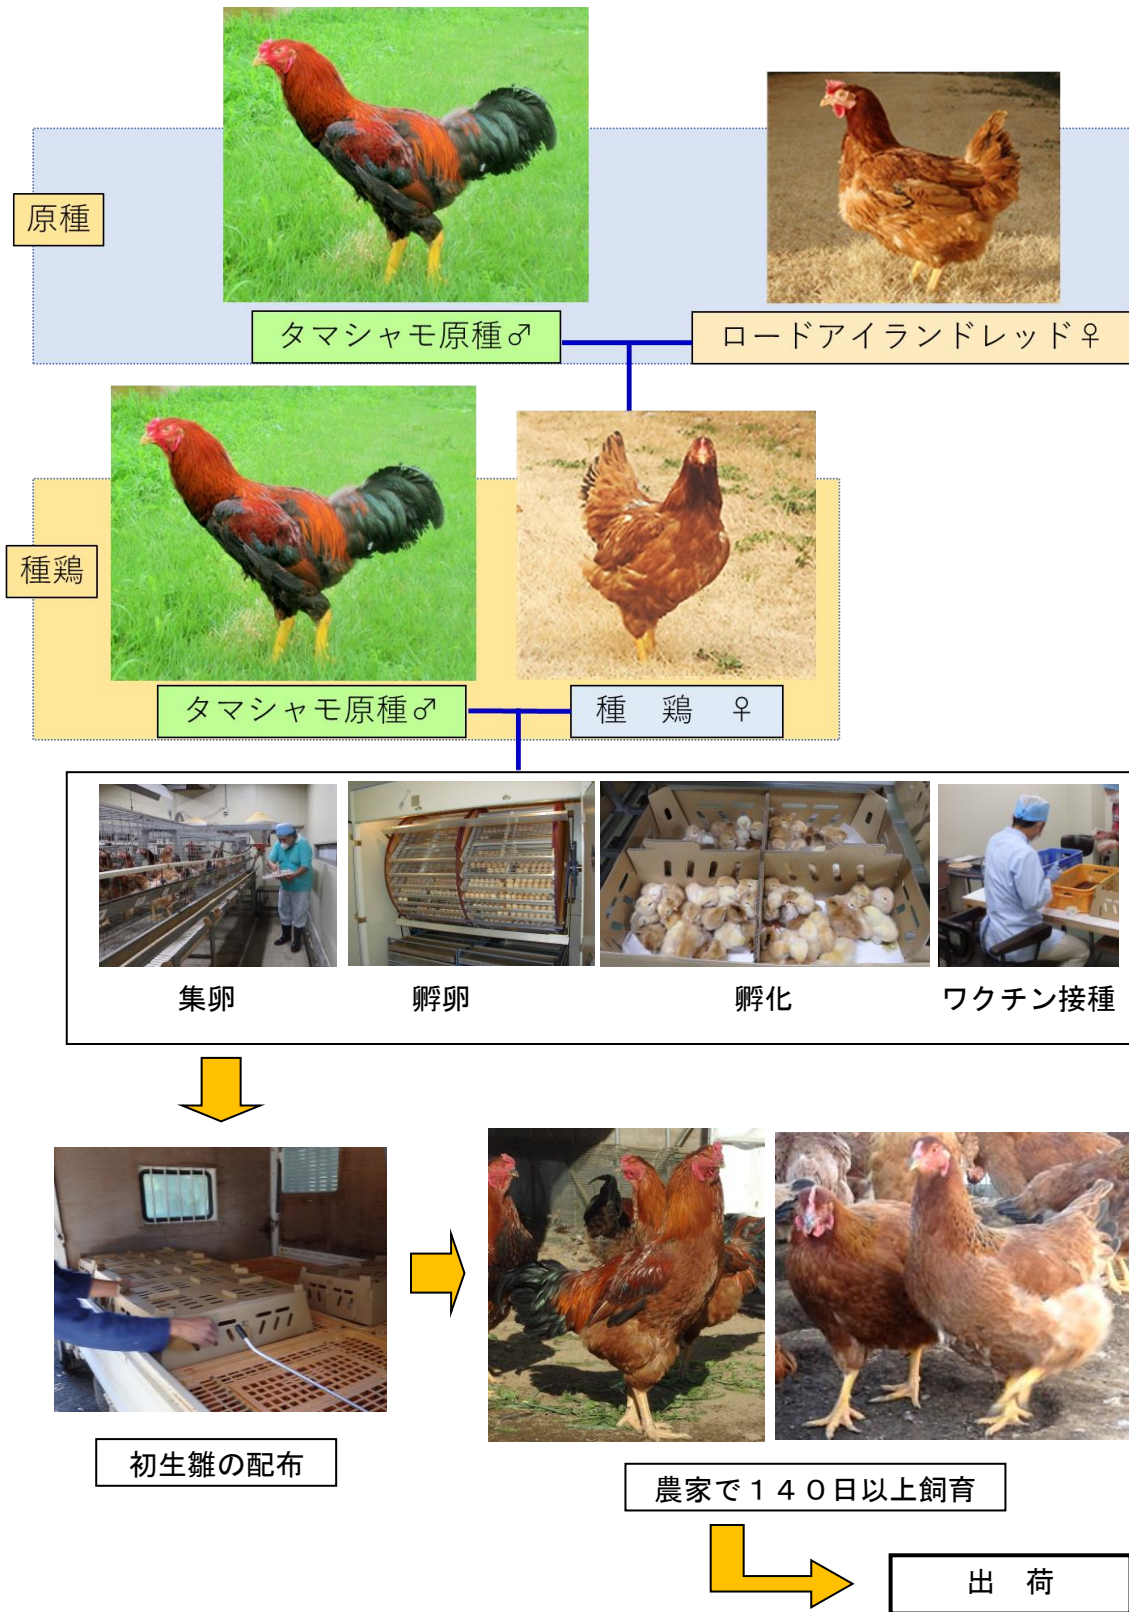 原種
タマシャモ原種♂
ロードアイランドレッド♀
種鶏
タマシャモ原種♂
種　鶏　♀
集卵
孵卵
孵化
ワクチン接種
初生雛の配布
農家で１４０日以上飼育
出　荷